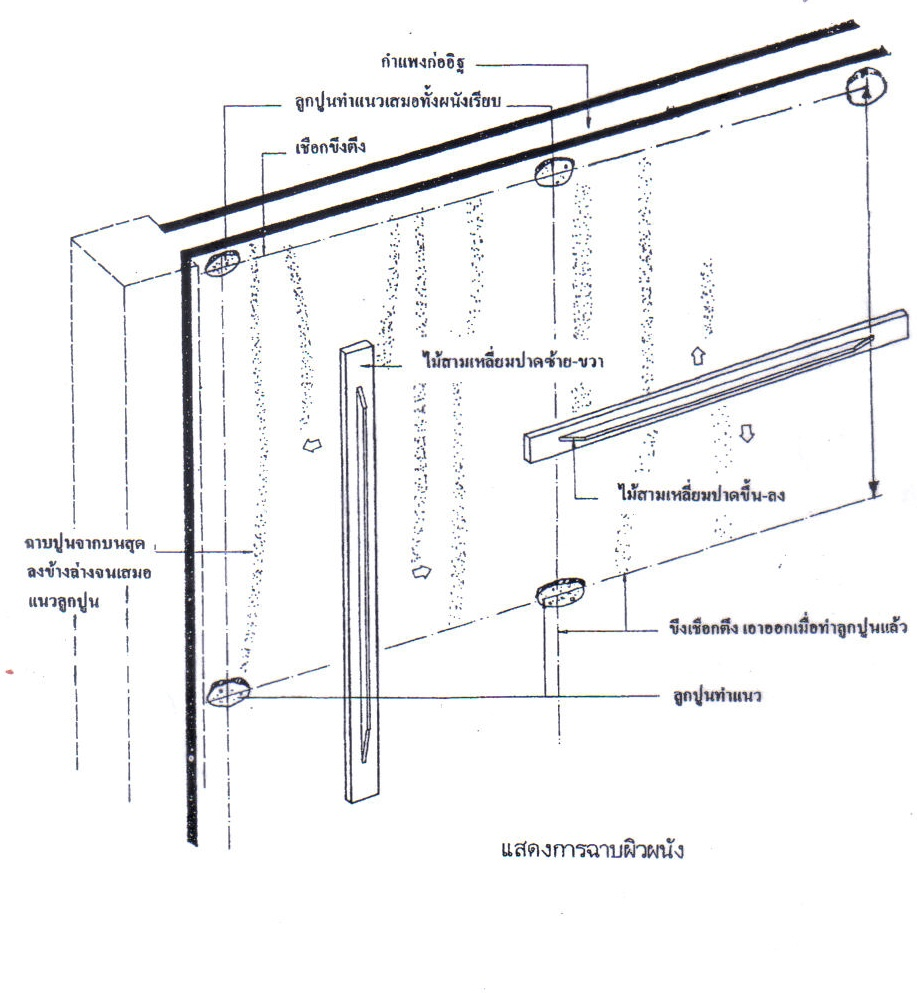 กำแพงก่ออิฐ
ลูกปูนทำแนวเสมอทั้งผนังเรียบ
เชือกขึงตึง
ไม้สามเหลี่ยมปาดซ้าย-ขวา
ไม้สามเหลี่ยมปาดขึ้น-ลง
ฉาบปูนจากบนสุด
ลงข้างล่างจนเสมอ
แนวลูกปูน
ขึงเชือกตึง เอาออกเมื่อทำลูกปูนแล้ว
ลูกปูนทำแนว
แสดงการฉาบผิวผนัง